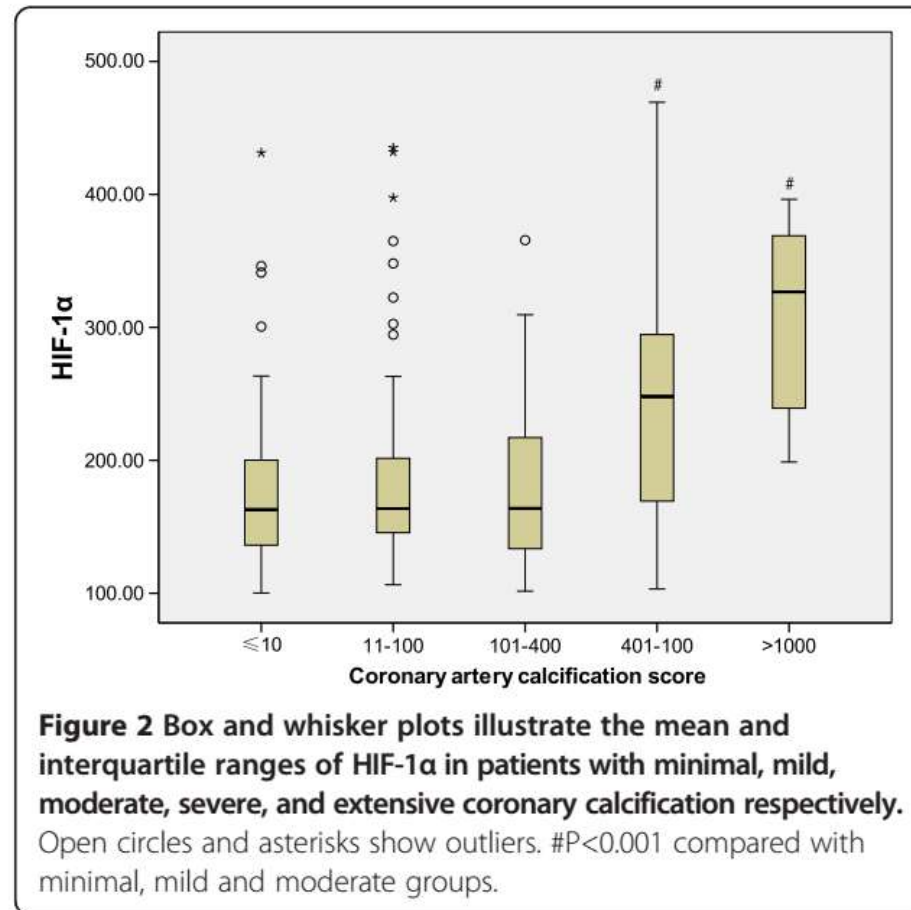 500.00
400.00
300.00
200.00
100.00
HIF-1α
#
#
*
*
*
≤10
11-100
101-400
401-100
>1000
Coronary artery calcification score
Figure 2 Box and whisker plots illustrate the mean and
interquartile ranges of HIF-1α in patients with minimal, mild,
moderate, severe, and extensive coronary calcification respectively.
Open circles and asterisks show outliers. #P<0.001 compared with
minimal, mild and moderate groups.